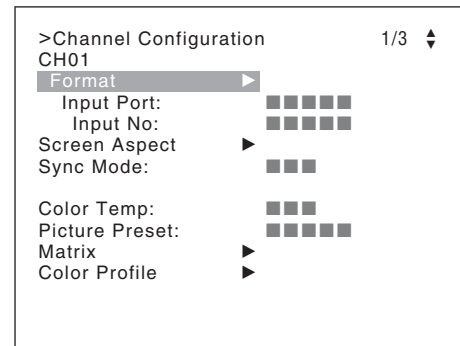 >Channel Configuration 1/3
CH01
Format
Input Port:
Input No:
Screen Aspect
Sync Mode:
Color Temp:
Picture Preset:
Matrix
Color Profile